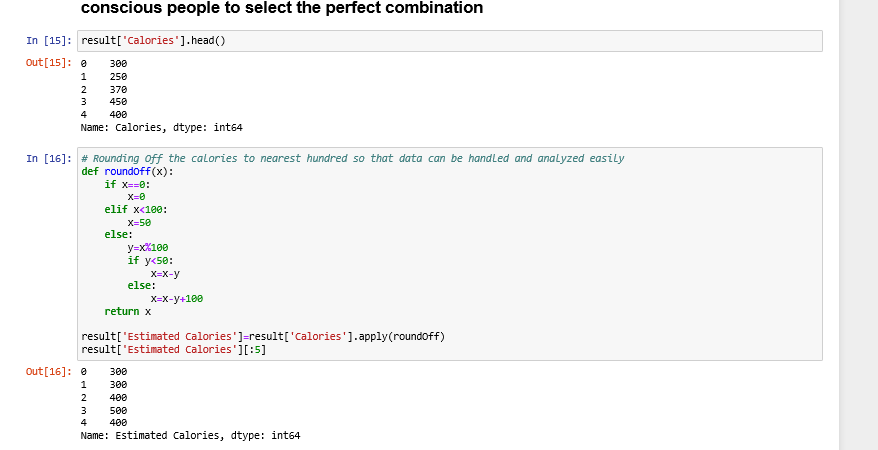 conscious people to select the perfect combination
In [15]: result['Calories'].head()
Out[15]: 0    300
1    250
2    370
3    450
4    400
Name: Calories, dtype: int64
In [16]: # Rounding Off the calories to nearest hundred so that data can be handled and analyzed easily
def roundOff(x):
    if x==0:
        x=0
    elif x<100:
        x=50
    else:
        y=x%100
        if y<50:
            x=x-y
        else:
            x=x-y+100
    return x
result['Estimated Calories']=result['Calories'].apply(roundOff)
result['Estimated Calories'][:5]
Out[16]: 0    300
1    300
2    400
3    500
4    400
Name: Estimated Calories, dtype: int64